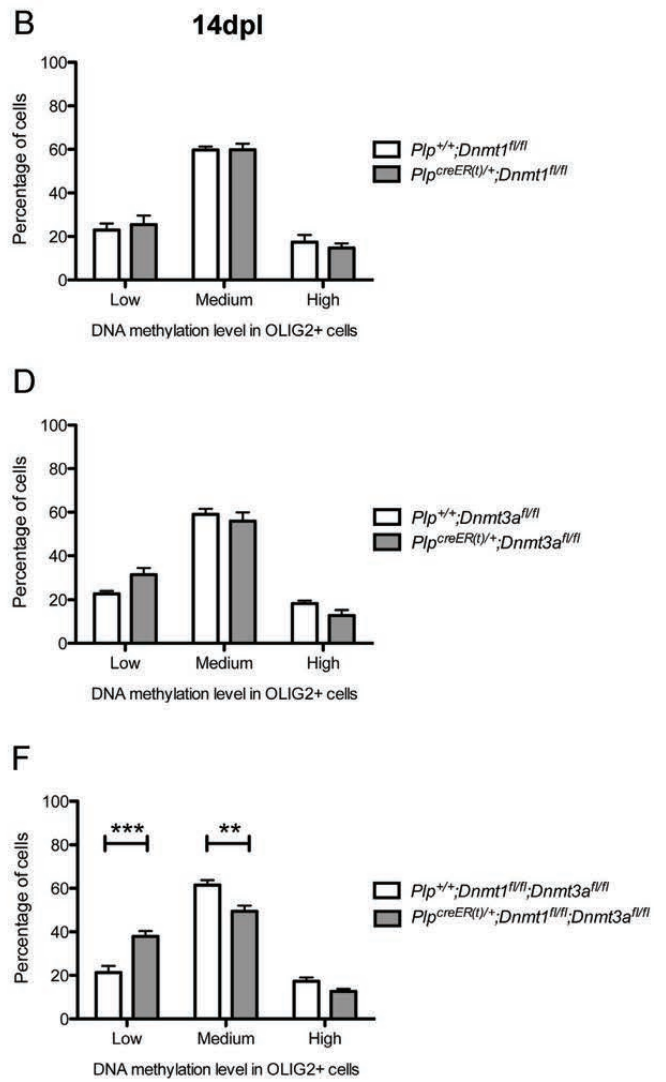 B
14dpl
100
80
60
40
20
0
Percentage of cells
Low Medium High
DNA methylation level in OLIG2+ cells
Plp+/+;Dnmt1fl/fl
PlpcreER(t)/+;Dnmt1fl/fl
D
100
80
60
40
20
0
Percentage of cells
Low Medium High
DNA methylation level in OLIG2+ cells
Plp+/+;Dnmt3afl/fl
PlpcreER(t)/+;Dnmt3afl/fl
F
100
80
60
40
20
0
Percentage of cells
*** **
Low Medium High
DNA methylation level in OLIG2+ cells
Plp+/+;Dnmt1fl/fl;Dnmt3afl/fl
PlpcreER(t)/+;Dnmt1fl/fl;Dnmt3afl/fl